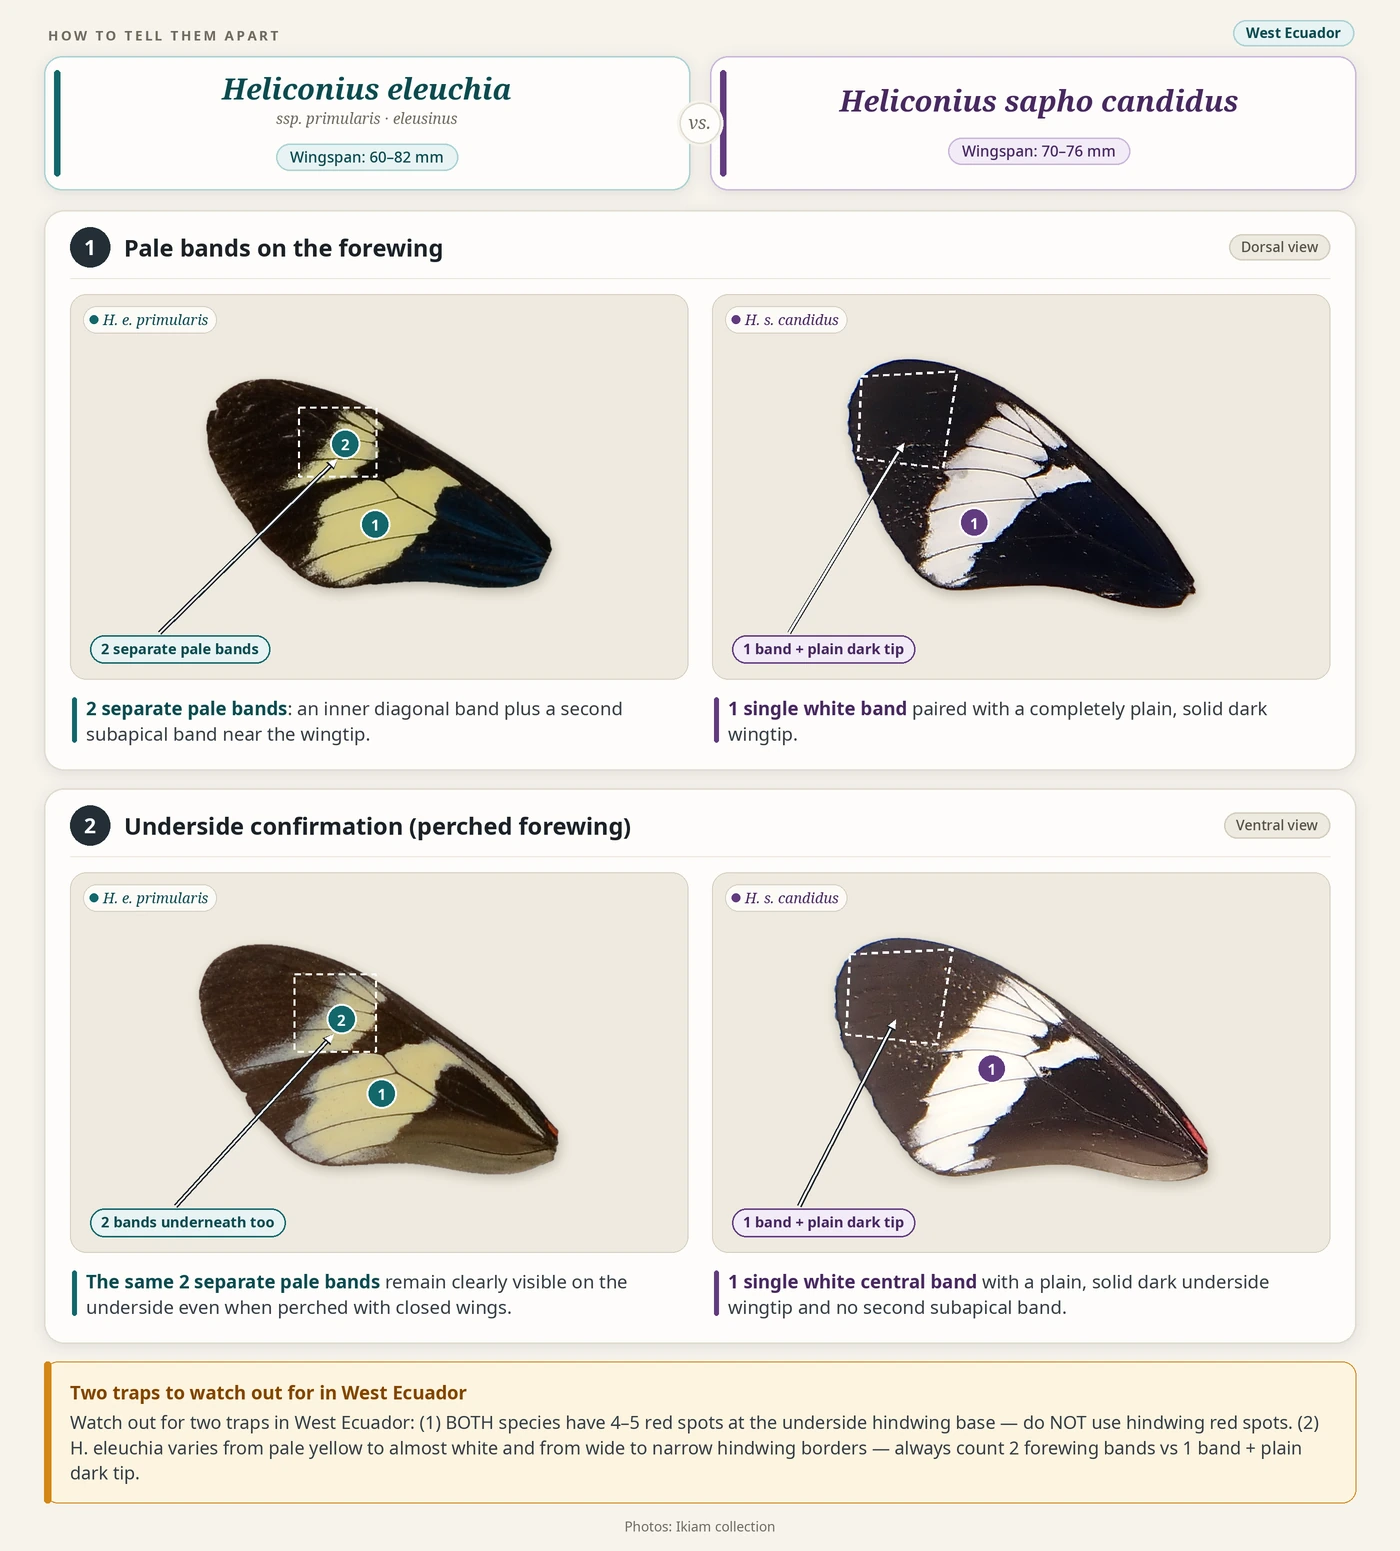 HOW TO TELL THEM APART
West Ecuador
Heliconius eleuchia
ssp. primularis · eleusinus
Wingspan: 60–82 mm
vs.
Heliconius sapho candidus
Wingspan: 70–76 mm
1 Pale bands on the forewing
Dorsal view
H. e. primularis
2
1
2 separate pale bands
H. s. candidus
1
1 band + plain dark tip
2 separate pale bands: an inner diagonal band plus a second
subapical band near the wingtip.
1 single white band paired with a completely plain, solid dark
wingtip.
2 Underside confirmation (perched forewing)
Ventral view
H. e. primularis
2
1
2 bands underneath too
H. s. candidus
1
1 band + plain dark tip
The same 2 separate pale bands remain clearly visible on the
underside even when perched with closed wings.
1 single white central band with a plain, solid dark underside
wingtip and no second subapical band.
Two traps to watch out for in West Ecuador
Watch out for two traps in West Ecuador: (1) BOTH species have 4–5 red spots at the underside hindwing base — do NOT use hindwing red spots. (2)
H. eleuchia varies from pale yellow to almost white and from wide to narrow hindwing borders — always count 2 forewing bands vs 1 band + plain
dark tip.
Photos: Ikiam collection